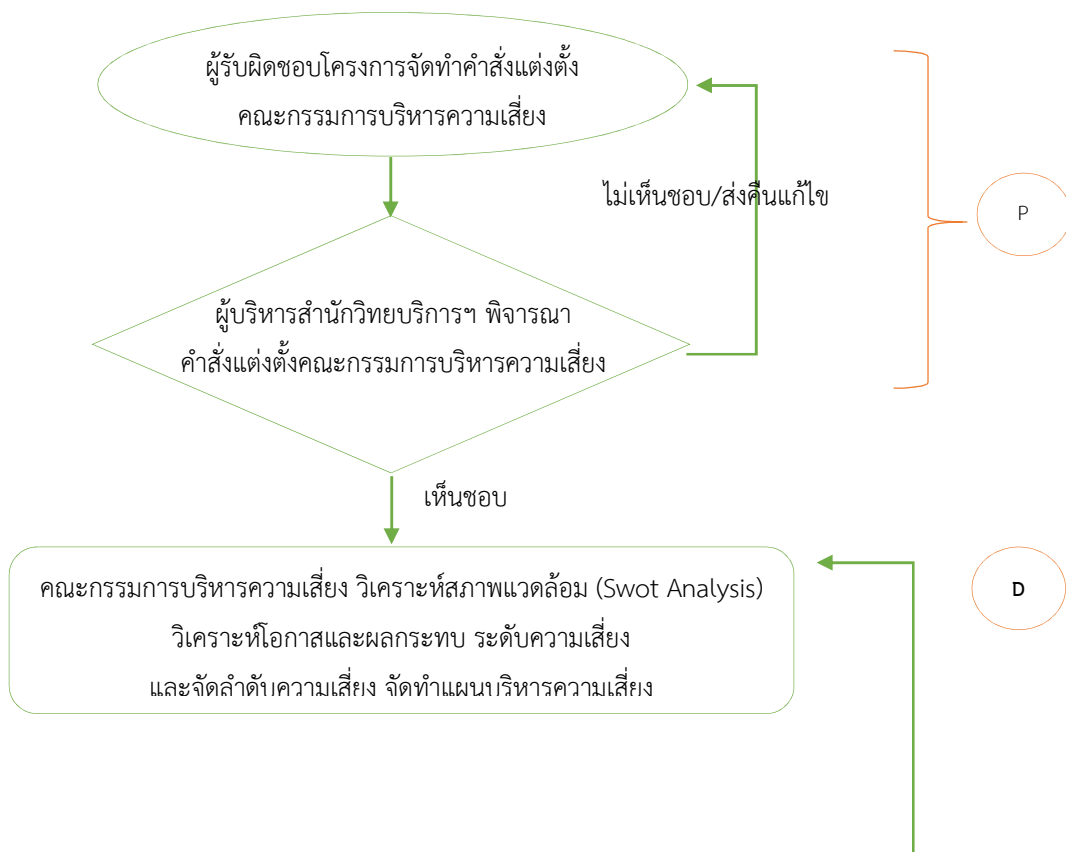 ผู้รับผิดชอบโครงการจัดทำคำสั่งแต่งตั้ง
คณะกรรมการบริหารความเสี่ยง
ไม่เห็นชอบ/ส่งคืนแก้ไข
P
ผู้บริหารสำนักวิทยบริการฯ พิจารณา
คำสั่งแต่งตั้งคณะกรรมการบริหารความเสี่ยง
เห็นชอบ
คณะกรรมการบริหารความเสี่ยง วิเคราะห์สภาพแวดล้อม (Swot Analysis)
D
วิเคราะห์โอกาสและผลกระทบ ระดับความเสี่ยง
และจัดลำดับความเสี่ยง จัดทำแผนบริหารความเสี่ยง